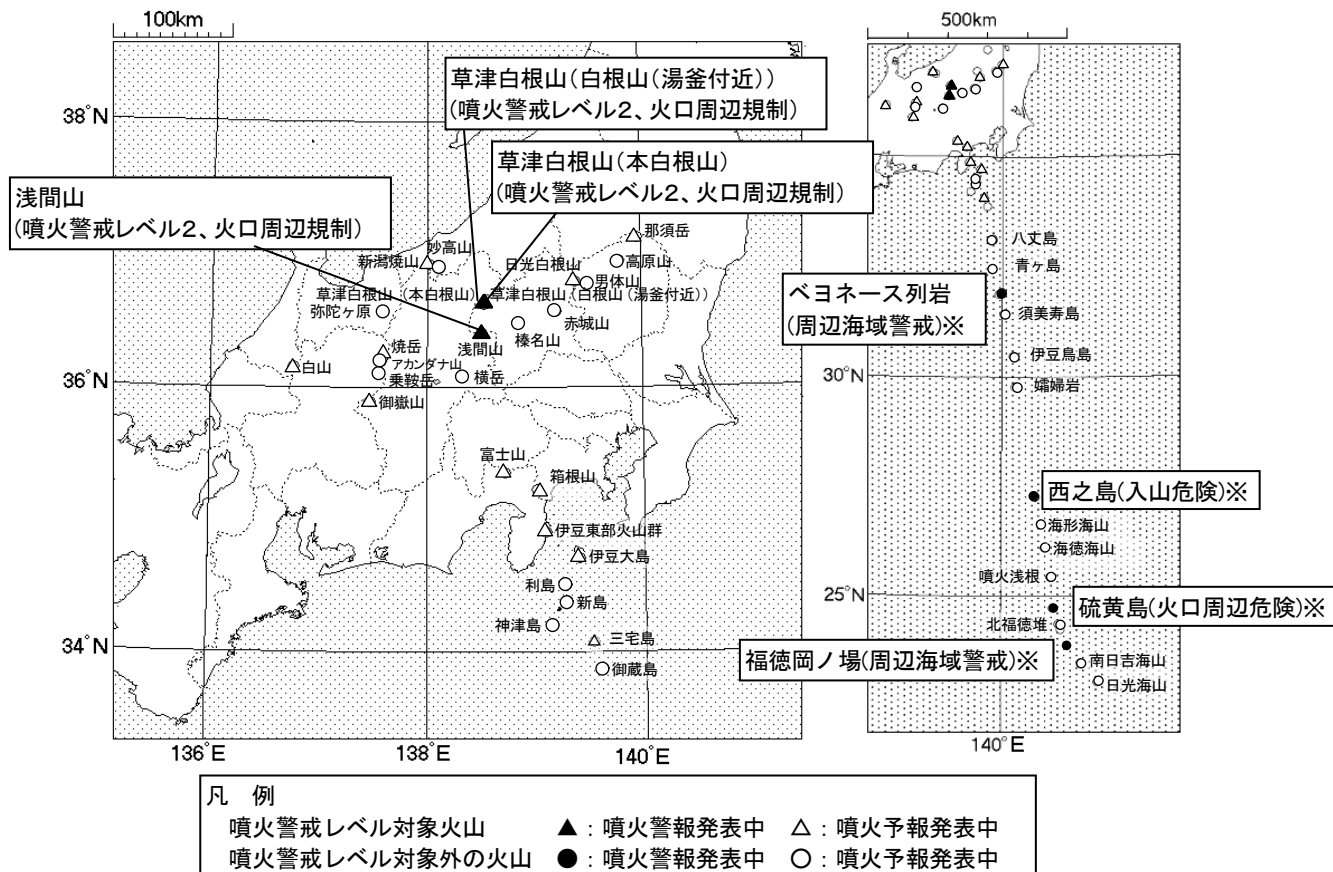 100km
500km
草津白根山(白根山(湯釜付近))
(噴火警戒レベル2、火口周辺規制)
草津白根山(本白根山)
(噴火警戒レベル2、火口周辺規制)
浅間山
(噴火警戒レベル2、火口周辺規制)
38°N
36°N
34°N
136°E
138°E
140°E
那須岳
妙高山
新潟焼山
日光白根山
高原山
男体山
草津白根山(本白根山)
草津白根山(白根山(湯釜付近))
弥陀ヶ原
赤城山
榛名山
浅間山
焼岳
アカンダナ山
白山
乗鞍岳
横岳
御嶽山
富士山
箱根山
伊豆東部火山群
伊豆大島
利島
新島
神津島
三宅島
御蔵島
八丈島
青ヶ島
ベヨネース列岩
(周辺海域警戒)※
須美寿島
伊豆鳥島
30°N
孀婦岩
西之島(入山危険)※
海形海山
海徳海山
噴火浅根
25°N
硫黄島(火口周辺危険)※
北福徳堆
福徳岡ノ場(周辺海域警戒)※
南日吉海山
日光海山
140°E
凡 例
噴火警戒レベル対象火山 ▲:噴火警報発表中 △:噴火予報発表中
噴火警戒レベル対象外の火山 ●:噴火警報発表中 ○:噴火予報発表中